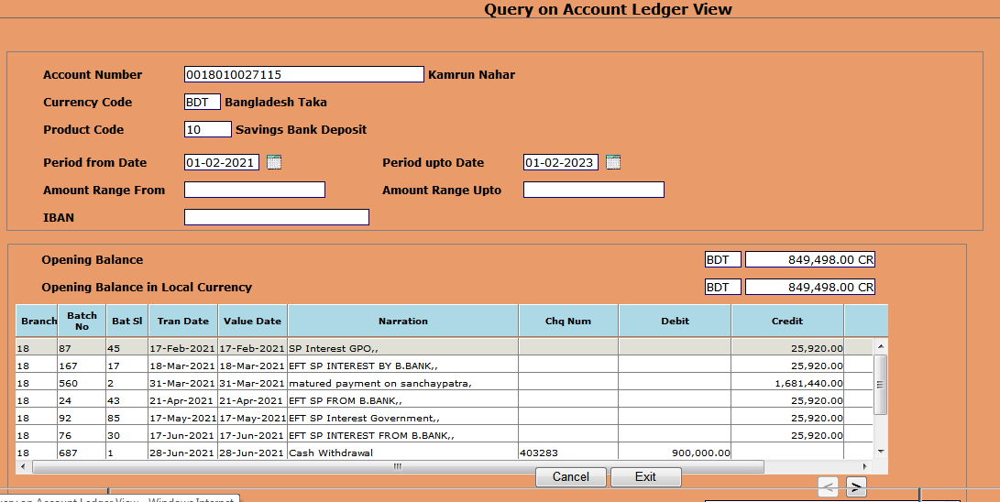 Query on Account Ledger View
Account Number 0018010027115 Kamrun Nahar
Currency Code BDT Bangladesh Taka
Product Code 10 Savings Bank Deposit
Period from Date 01-02-2021 Period upto Date 01-02-2023
Amount Range From Amount Range Upto
IBAN
Opening Balance BDT 849,498.00 CR
Opening Balance in Local Currency BDT 849,498.00 CR
Branch Batch No Bat Sl Tran Date Value Date Narration Chq Num Debit Credit
18 87 45 17-Feb-2021 17-Feb-2021 SP Interest GPO,, 25,920.00
18 167 17 18-Mar-2021 18-Mar-2021 EFT SP INTEREST BY B.BANK,, 25,920.00
18 560 2 31-Mar-2021 31-Mar-2021 matured payment on sanchaypatra, 1,681,440.00
18 24 43 21-Apr-2021 21-Apr-2021 EFT SP FROM B.BANK,, 25,920.00
18 92 85 17-May-2021 17-May-2021 EFT SP Interest Government,, 25,920.00
18 76 30 17-Jun-2021 17-Jun-2021 EFT SP INTEREST FROM B.BANK,, 25,920.00
18 687 1 28-Jun-2021 28-Jun-2021 Cash Withdrawal 403283 900,000.00
Cancel Exit
< >
on Account Ledger View - Windows Internet